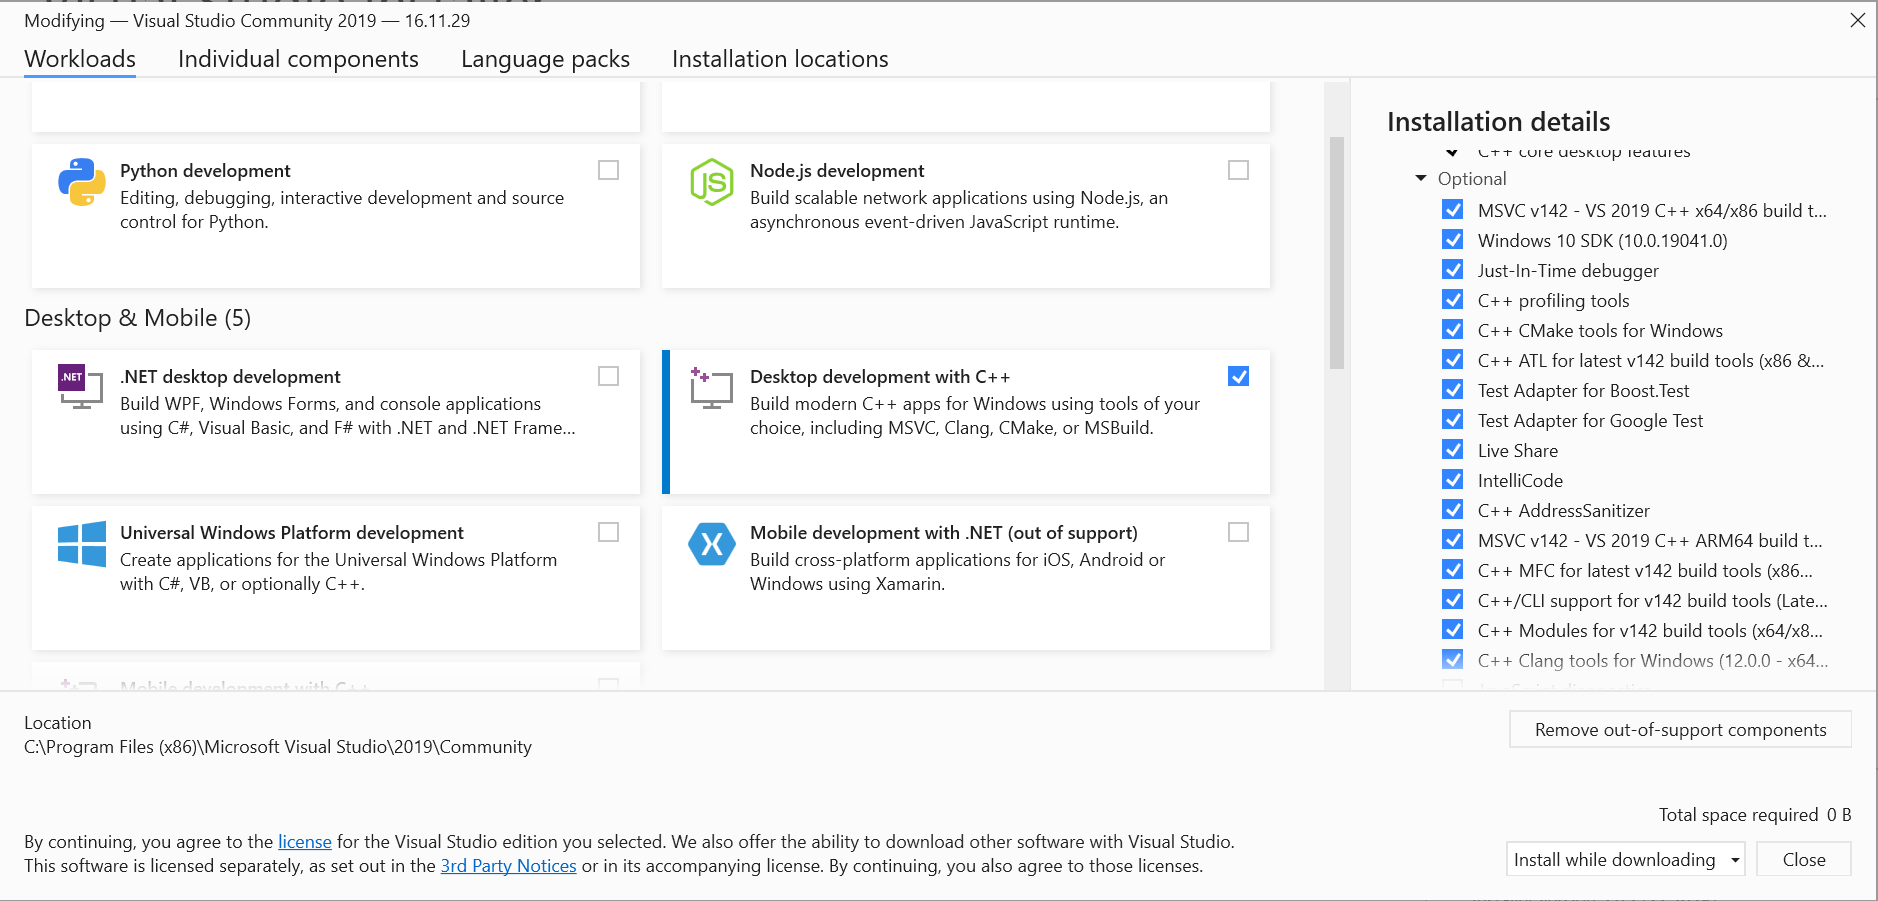 Modifying — Visual Studio Community 2019 — 16.11.29
Workloads
Individual components
Language packs
Installation locations
Python development
Editing, debugging, interactive development and source
control for Python.
Node.js development
Build scalable network applications using Node.js, an
asynchronous event-driven JavaScript runtime.
Desktop & Mobile (5)
.NET
.NET desktop development
Build WPF, Windows Forms, and console applications
using C#, Visual Basic, and F# with .NET and .NET Frame...
Desktop development with C++
Build modern C++ apps for Windows using tools of your
choice, including MSVC, Clang, CMake, or MSBuild.
Universal Windows Platform development
Create applications for the Universal Windows Platform
with C#, VB, or optionally C++.
Mobile development with .NET (out of support)
Build cross-platform applications for iOS, Android or
Windows using Xamarin.
Mobile development with C++
Installation details
C++ core desktop features
Optional
MSVC v142 - VS 2019 C++ x64/x86 build t...
Windows 10 SDK (10.0.19041.0)
Just-In-Time debugger
C++ profiling tools
C++ CMake tools for Windows
C++ ATL for latest v142 build tools (x86 &...
Test Adapter for Boost.Test
Test Adapter for Google Test
Live Share
IntelliCode
C++ AddressSanitizer
MSVC v142 - VS 2019 C++ ARM64 build t...
C++ MFC for latest v142 build tools (x86...
C++/CLI support for v142 build tools (Late...
C++ Modules for v142 build tools (x64/x8...
C++ Clang tools for Windows (12.0.0 - x64...
Location
C:\Program Files (x86)\Microsoft Visual Studio\2019\Community
Remove out-of-support components
Total space required 0 B
By continuing, you agree to the license for the Visual Studio edition you selected. We also offer the ability to download other software with Visual Studio.
This software is licensed separately, as set out in the 3rd Party Notices or in its accompanying license. By continuing, you also agree to those licenses.
Install while downloading
Close